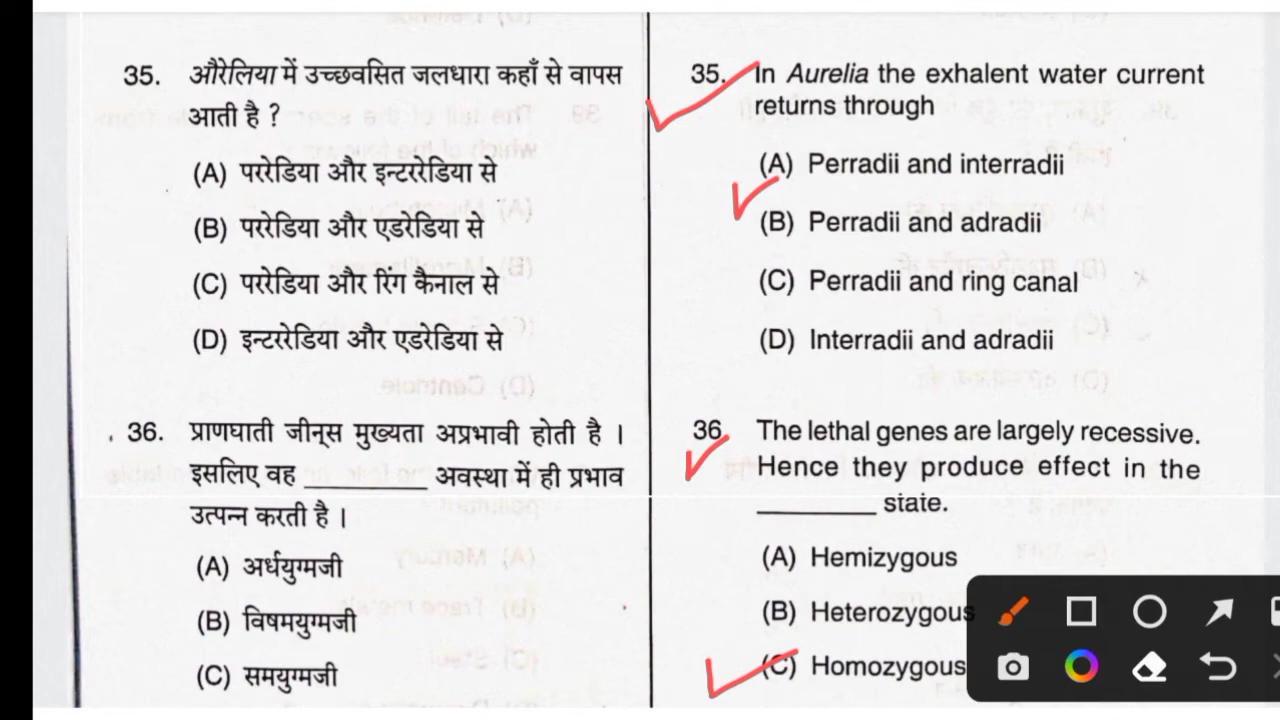 35. औरेलिया में उच्छवसित जलधारा कहाँ से वापस
आती है ?
(A) पररेडिया और इन्टररेडिया से
(B) पररेडिया और एडरेडिया से
(C) पररेडिया और रिंग कैनाल से
(D) इन्टररेडिया और एडरेडिया से
36. प्राणघाती जीन्स मुख्यता अप्रभावी होती है ।
इसलिए वह ________ अवस्था में ही प्रभाव
उत्पन्न करती है ।
(A) अर्धयुग्मजी
(B) विषमयुग्मजी
(C) समयुग्मजी
35. In Aurelia the exhalent water current
returns through
(A) Perradii and interradii
(B) Perradii and adradii
(C) Perradii and ring canal
(D) Interradii and adradii
36. The lethal genes are largely recessive.
Hence they produce effect in the
________ state.
(A) Hemizygous
(B) Heterozygous
(C) Homozygous